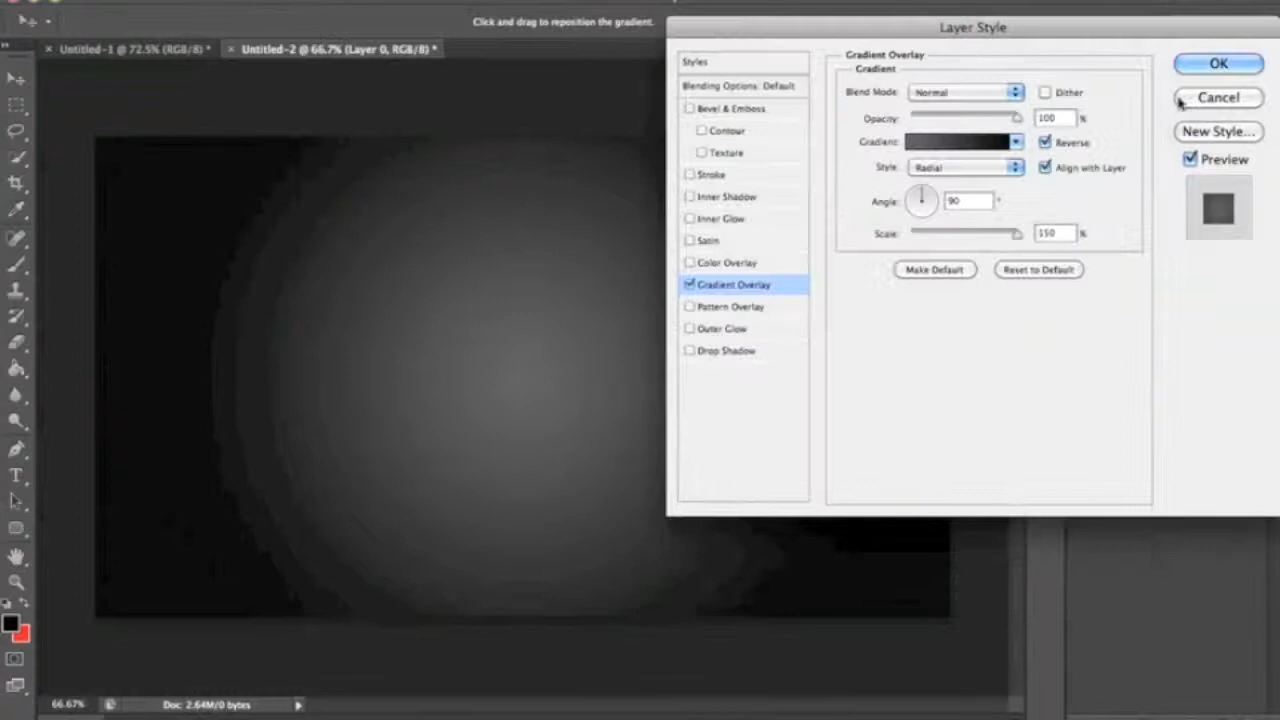 Click and drag to reposition the gradient.
Untitled-1 @ 72.5% (RGB/8) *
Untitled-2 @ 66.7% (Layer 0, RGB/8) *
Layer Style
Styles
Blending Options: Default
Bevel & Emboss
Contour
Texture
Stroke
Inner Shadow
Inner Glow
Satin
Color Overlay
Gradient Overlay
Pattern Overlay
Outer Glow
Drop Shadow
Gradient Overlay
Gradient
Blend Mode: Normal Dither
Opacity: 100 %
Gradient: Reverse
Style: Radial Align with Layer
Angle: 90 °
Scale: 150 %
Make Default Reset to Default
OK
Cancel
New Style...
Preview
T
66.67% Doc: 2.64M/0 bytes